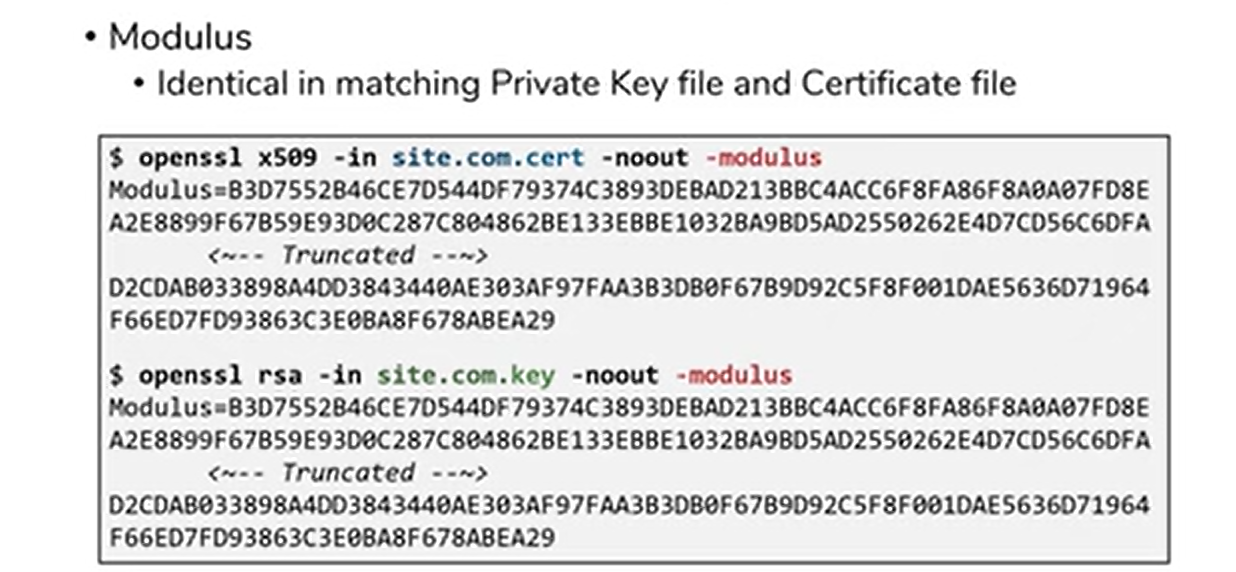 • Modulus
• Identical in matching Private Key file and Certificate file
$ openssl x509 -in site.com.cert -noout -modulus
Modulus=B3D7552B46CE7D544DF79374C3893DEBAD213BBC4ACC6F8FA86F8A0A07FD8E
A2E8899F67B59E93D0C287C804862BE133EBBE1032BA9BD5AD2550262E4D7CD56C6DFA
<~-- Truncated --~>
D2CDAB033898A4DD3843440AE303AF97FAA3B3DB0F67B9D92C5F8F001DAE5636D71964
F66ED7FD93863C3E0BA8F678ABEA29
$ openssl rsa -in site.com.key -noout -modulus
Modulus=B3D7552B46CE7D544DF79374C3893DEBAD213BBC4ACC6F8FA86F8A0A07FD8E
A2E8899F67B59E93D0C287C804862BE133EBBE1032BA9BD5AD2550262E4D7CD56C6DFA
<~-- Truncated --~>
D2CDAB033898A4DD3843440AE303AF97FAA3B3DB0F67B9D92C5F8F001DAE5636D71964
F66ED7FD93863C3E0BA8F678ABEA29